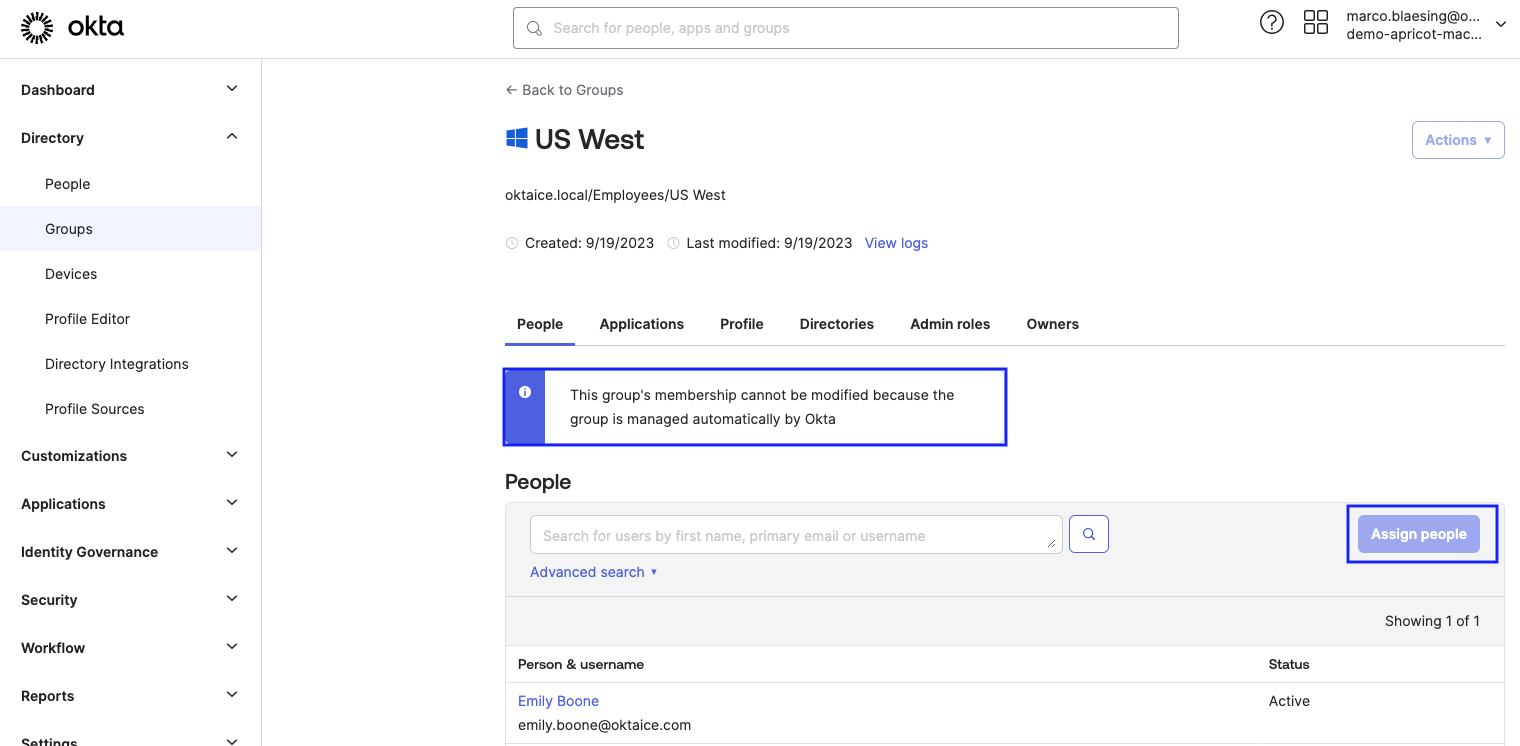 okta
Search for people, apps and groups
marco.blaesing@o...
demo-apricot-mac...
Dashboard
Directory
People
Groups
Devices
Profile Editor
Directory Integrations
Profile Sources
Customizations
Applications
Identity Governance
Security
Workflow
Reports
Settings
← Back to Groups
US West
Actions ▼
oktaice.local/Employees/US West
Created: 9/19/2023 Last modified: 9/19/2023 View logs
People Applications Profile Directories Admin roles Owners
This group's membership cannot be modified because the
group is managed automatically by Okta
People
Search for users by first name, primary email or username
Assign people
Advanced search ▼
Showing 1 of 1
Person & username Status
Emily Boone Active
emily.boone@oktaice.com